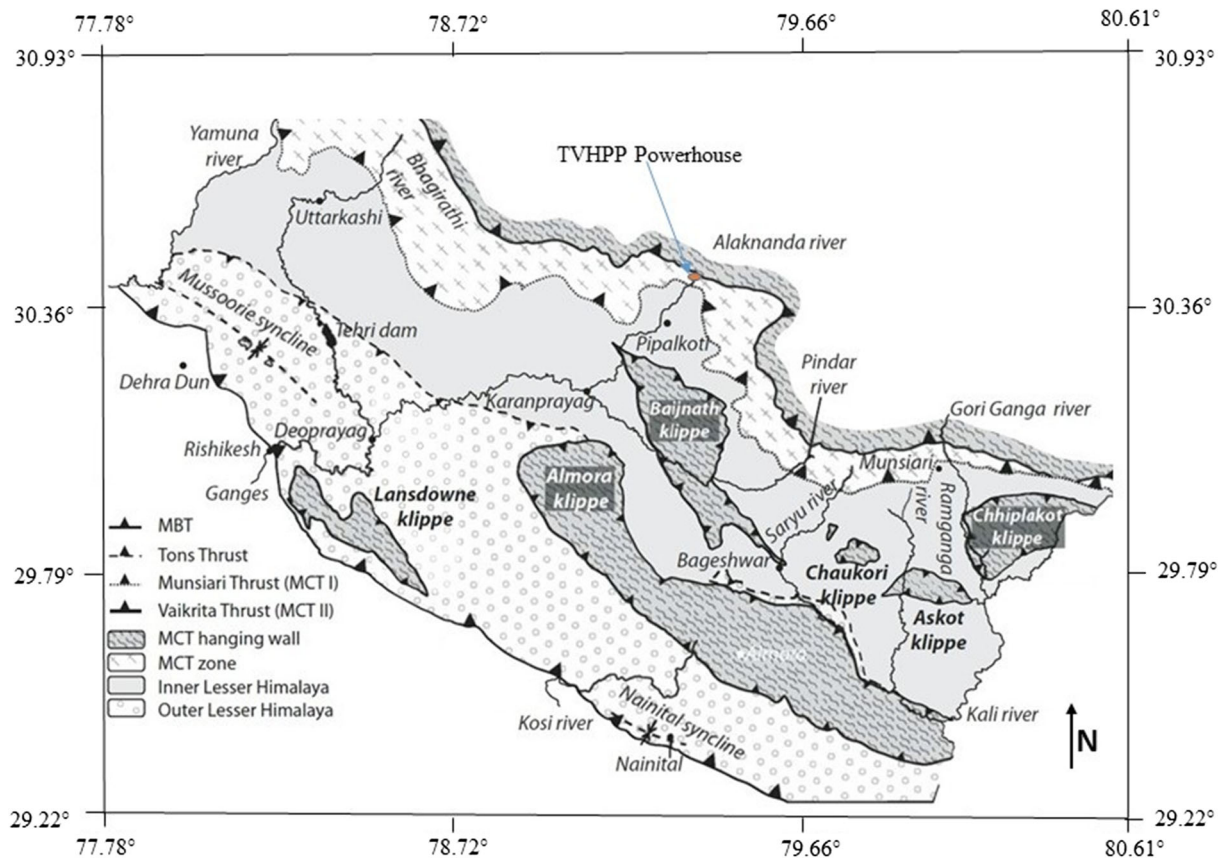 77.78°
78.72°
79.66°
80.61°
30.93°
30.93°
Yamuna
river
Bhagirathi
river
TVHPP Powerhouse
Uttarkashi
Alaknanda river
Mussoorie syncline
30.36°
30.36°
Tehri dam
Pipalkoti
Dehra Dun
Pindar
river
Karanprayag
Baijnath
klippe
Gori Ganga river
Deoprayag
Rishikesh
Munsiari
Ganges
Lansdowne
klippe
Almora
klippe
Saryu river
Ramganga
river
Chhiplakot
klippe
MBT
Tons Thrust
Bageshwar
29.79°
29.79°
Chaukori
klippe
Munsiari Thrust (MCT I)
Vaikrita Thrust (MCT II)
Askot
klippe
MCT hanging wall
MCT zone
Almora
Inner Lesser Himalaya
Outer Lesser Himalaya
Nainital syncline
Kosi river
Kali river
Nainital
N
29.22°
29.22°
77.78°
78.72°
79.66°
80.61°